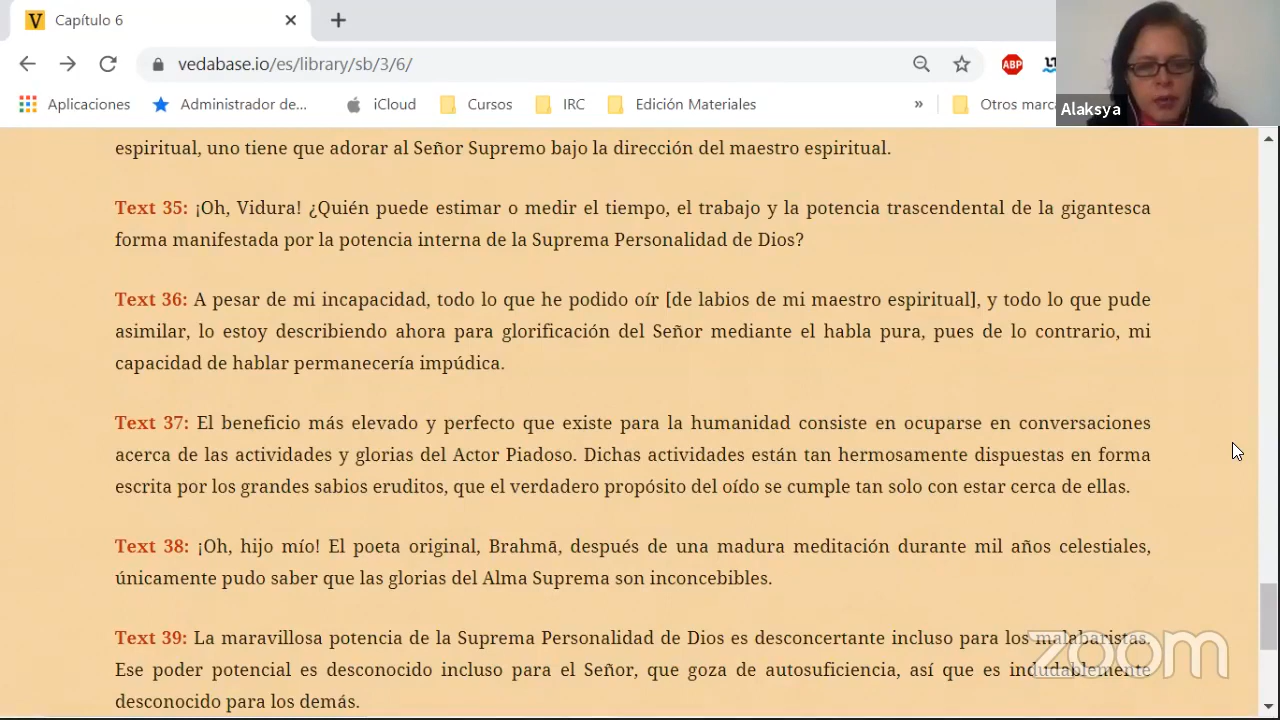 Capítulo 6
vedabase.io/es/library/sb/3/6/
ABP
Aplicaciones
Administrador de...
iCloud
Cursos
IRC
Edición Materiales
»
Otros marc
Alaksya
espiritual, uno tiene que adorar al Señor Supremo bajo la dirección del maestro espiritual.
Text 35: ¡Oh, Vidura! ¿Quién puede estimar o medir el tiempo, el trabajo y la potencia trascendental de la gigantesca
forma manifestada por la potencia interna de la Suprema Personalidad de Dios?
Text 36: A pesar de mi incapacidad, todo lo que he podido oír [de labios de mi maestro espiritual], y todo lo que pude
asimilar, lo estoy describiendo ahora para glorificación del Señor mediante el habla pura, pues de lo contrario, mi
capacidad de hablar permanecería impúdica.
Text 37: El beneficio más elevado y perfecto que existe para la humanidad consiste en ocuparse en conversaciones
acerca de las actividades y glorias del Actor Piadoso. Dichas actividades están tan hermosamente dispuestas en forma
escrita por los grandes sabios eruditos, que el verdadero propósito del oído se cumple tan solo con estar cerca de ellas.
Text 38: ¡Oh, hijo mío! El poeta original, Brahmā, después de una madura meditación durante mil años celestiales,
únicamente pudo saber que las glorias del Alma Suprema son inconcebibles.
Text 39: La maravillosa potencia de la Suprema Personalidad de Dios es desconcertante incluso para los malabaristas.
Ese poder potencial es desconocido incluso para el Señor, que goza de autosuficiencia, así que es indudablemente
desconocido para los demás.
zoom